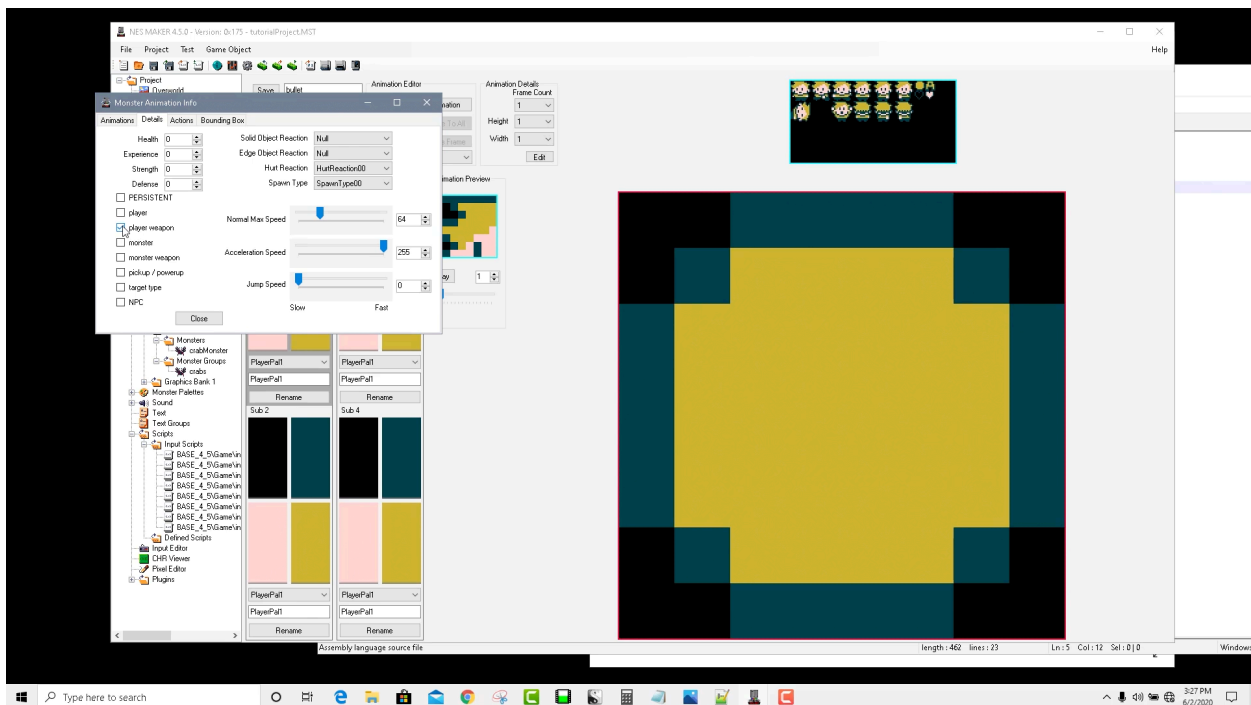 NES MAKER 4.5.0 - Version: 0x175 - tutorialProject.MST
File Project Test Game Object Help
Project
Overworld
Save bullet
Animation Editor
Animation Details
Frame Count
1
Height 1
Width 1
Edit
Monster Animation Info
Animations Details Actions Bounding Box
Health 0 Solid Object Reaction Null
Experience 0 Edge Object Reaction Null
Strength 0 Hurt Reaction HurtReaction00
Defense 0 Spawn Type SpawnType00
PERSISTENT
player
player weapon
monster
monster weapon
pickup / powerup
target type
NPC
Normal Max Speed 64
Acceleration Speed 255
Jump Speed 0
Slow Fast
Close
Preview
1
Monsters
crabMonster
Monster Groups
crabs
Graphics Bank 1
Monster Palettes
Sound
Text
Text Groups
Scripts
Input Scripts
BASE_4_5\Game\in
BASE_4_5\Game\in
BASE_4_5\Game\in
BASE_4_5\Game\in
BASE_4_5\Game\in
BASE_4_5\Game\in
BASE_4_5\Game\in
BASE_4_5\Game\in
Defined Scripts
Input Editor
CHR Viewer
Pixel Editor
Plugins
PlayerPal1 PlayerPal1
PlayerPal1 PlayerPal1
Rename Rename
Sub 2 Sub 4
PlayerPal1 PlayerPal1
PlayerPal1 PlayerPal1
Rename Rename
Assembly language source file length : 462 lines : 23 Ln : 5 Col : 12 Sel : 0 | 0 Windows
Type here to search
3:27 PM
6/2/2020